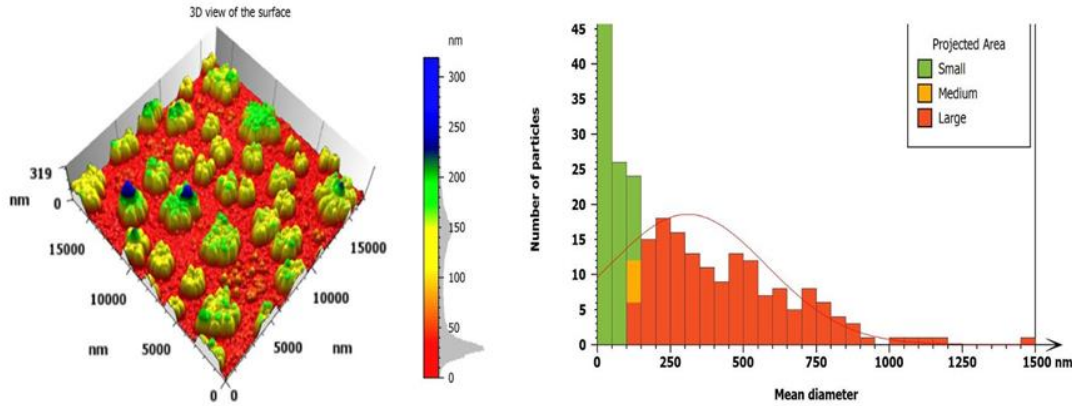 3D view of the surface
nm
300
250
200
150
100
50
0
319
nm
0
15000
10000
nm
5000
0
0
5000
nm
10000
15000
Number of particles
45
40
35
30
25
20
15
10
5
0
Projected Area
Small
Medium
Large
0
250
500
750
1000
1250
1500 nm
Mean diameter